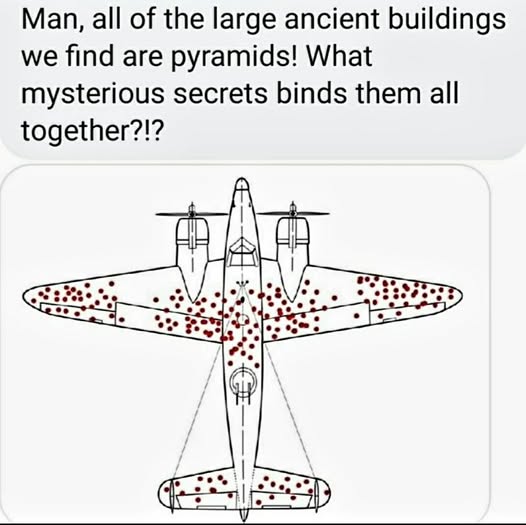 Man, all of the large ancient buildings
we find are pyramids! What
mysterious secrets binds them all
together?!?